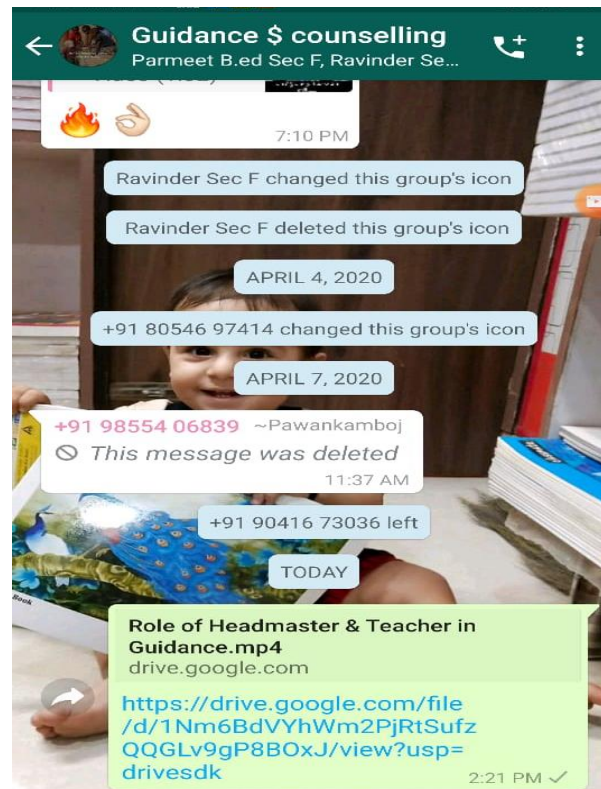 Guidance $ counselling
Parmeet B.ed Sec F, Ravinder Se...
7:10 PM
Ravinder Sec F changed this group's icon
Ravinder Sec F deleted this group's icon
APRIL 4, 2020
+91 80546 97414 changed this group's icon
APRIL 7, 2020
+91 98554 06839 ~Pawankamboj
This message was deleted
11:37 AM
+91 90416 73036 left
TODAY
Book
Role of Headmaster & Teacher in
Guidance.mp4
drive.google.com
https://drive.google.com/file
/d/1Nm6BdVYhWm2PjRtSufz
QQGLv9gP8BOxJ/view?usp=
drivesdk
2:21 PM